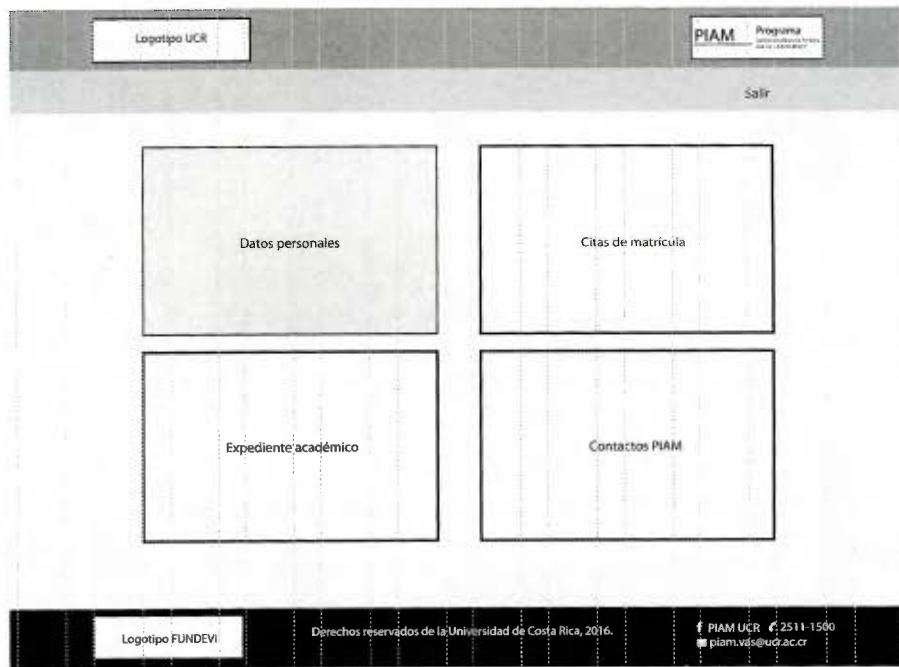 Logotipo UCR
PIAM Programa
Salir
Datos personales
Citas de matrícula
Expediente académico
Contactos PIAM
Logotipo FUNDEVI
Derechos reservados de la Universidad de Costa Rica, 2016.
PIAM UCR 2511-1500
piam.vas@ucr.ac.cr